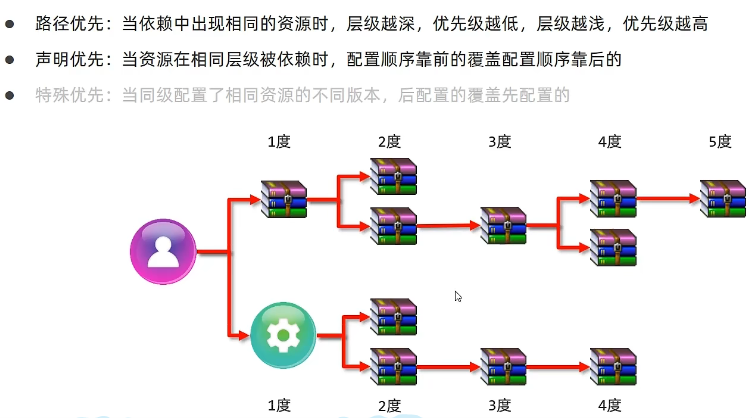 路径优先：当依赖中出现相同的资源时，层级越深，优先级越低，层级越浅，优先级越高
声明优先：当资源在相同层级被依赖时，配置顺序靠前的覆盖配置顺序靠后的
特殊优先：当同级配置了相同资源的不同版本，后配置的覆盖先配置的
1度 2度 3度 4度 5度
1度 2度 3度 4度